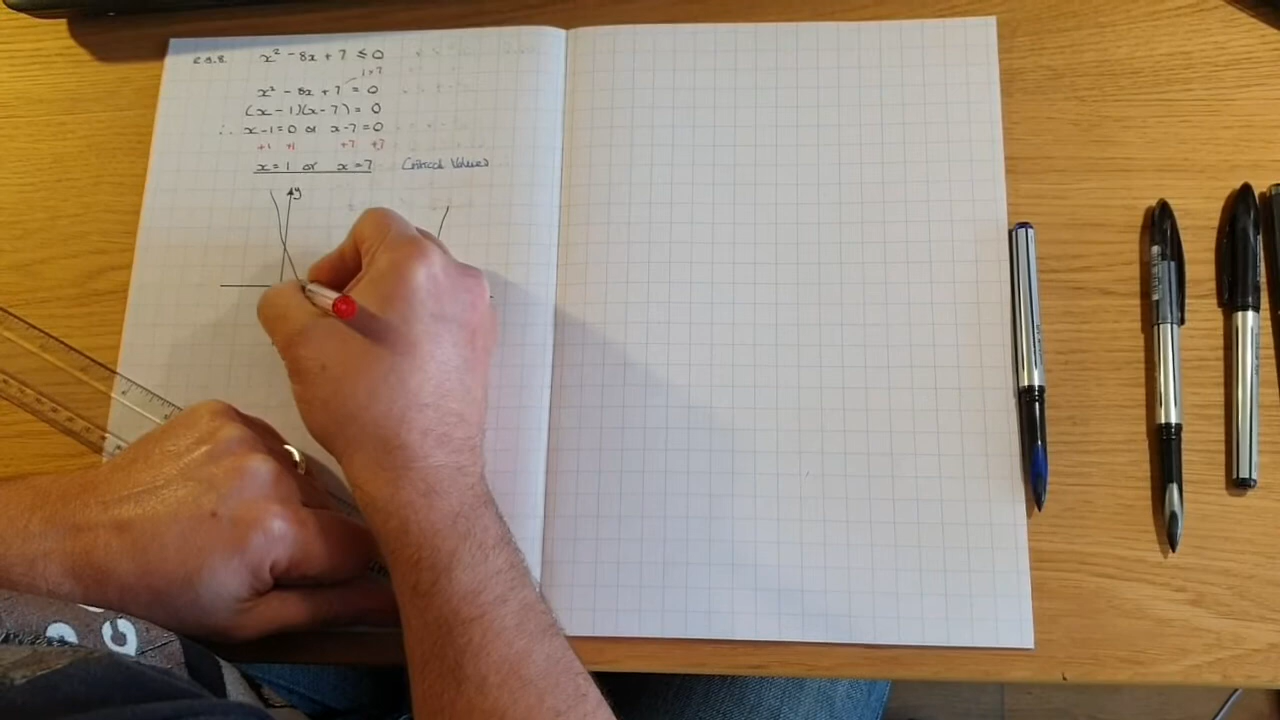 e.g.8. x² - 8x + 7 ≤ 0
1×7
x² - 8x + 7 = 0
(x - 1)(x - 7) = 0
∴ x-1=0 or x-7=0
+1 +1 +7 +7
x = 1 or x = 7 Critical Values
y